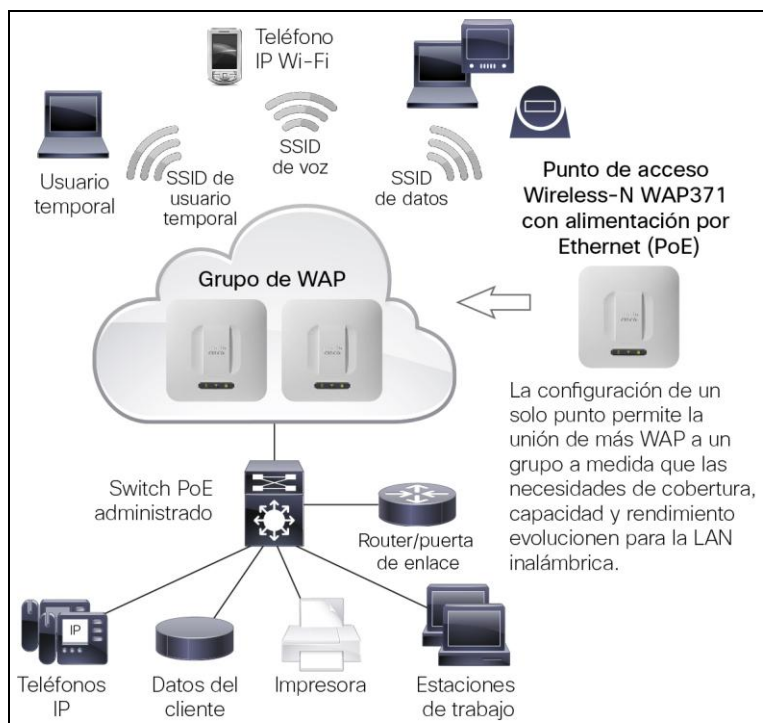 Teléfono
IP Wi-Fi
Usuario
temporal
SSID de
usuario
temporal
SSID
de voz
SSID
de datos
Punto de acceso
Wireless-N WAP371
con alimentación por
Ethernet (PoE)
Grupo de WAP
La configuración de un
solo punto permite la
unión de más WAP a un
grupo a medida que las
necesidades de cobertura,
capacidad y rendimiento
evolucionen para la LAN
inalámbrica.
Switch PoE
administrado
Router/puerta
de enlace
IP
Teléfonos
IP
Datos del
cliente
Impresora
Estaciones
de trabajo